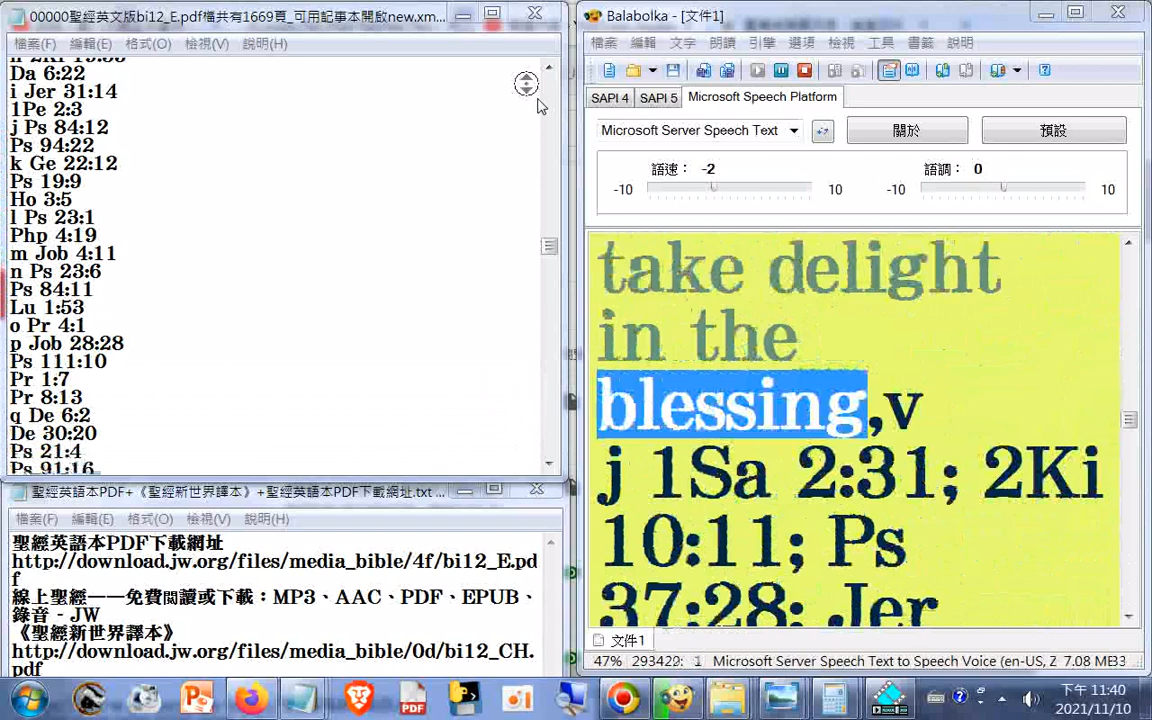 00000聖經英文版bi12_E.pdf檔共有1669頁_可用記事本開啟new.xm...
檔案(F) 編輯(E) 格式(O) 檢視(V) 說明(H)
Da 6:22
i Jer 31:14
1Pe 2:3
j Ps 84:12
Ps 94:22
k Ge 22:12
Ps 19:9
Ho 3:5
l Ps 23:1
Php 4:19
m Job 4:11
n Ps 23:6
Ps 84:11
Lu 1:53
o Pr 4:1
p Job 28:28
Ps 111:10
Pr 1:7
Pr 8:13
q De 6:2
De 30:20
Ps 21:4
Ps 91:16
聖經英語本PDF+《聖經新世界譯本》+聖經英語本PDF下載網址.txt ...
檔案(F) 編輯(E) 格式(O) 檢視(V) 說明(H)
聖經英語本PDF下載網址
http://download.jw.org/files/media_bible/4f/bi12_E.pd
f
線上聖經——免費閱讀或下載：MP3、AAC、PDF、EPUB、
錄音 - JW
《聖經新世界譯本》
http://download.jw.org/files/media_bible/0d/bi12_CH.
pdf
Balabolka - [文件1]
檔案 編輯 文字 朗讀 引擎 選項 檢視 工具 書籤 說明
SAPI 4 SAPI 5 Microsoft Speech Platform
Microsoft Server Speech Text 關於 預設
語速： -2 語調： 0
-10 10 -10 10
take delight
in the
blessing,v
j 1Sa 2:31; 2Ki
10:11; Ps
37:28; Jer
文件1
47% 293422: 1 Microsoft Server Speech Text to Speech Voice (en-US, Z 7.08 MB
PDF
下午 11:40
2021/11/10